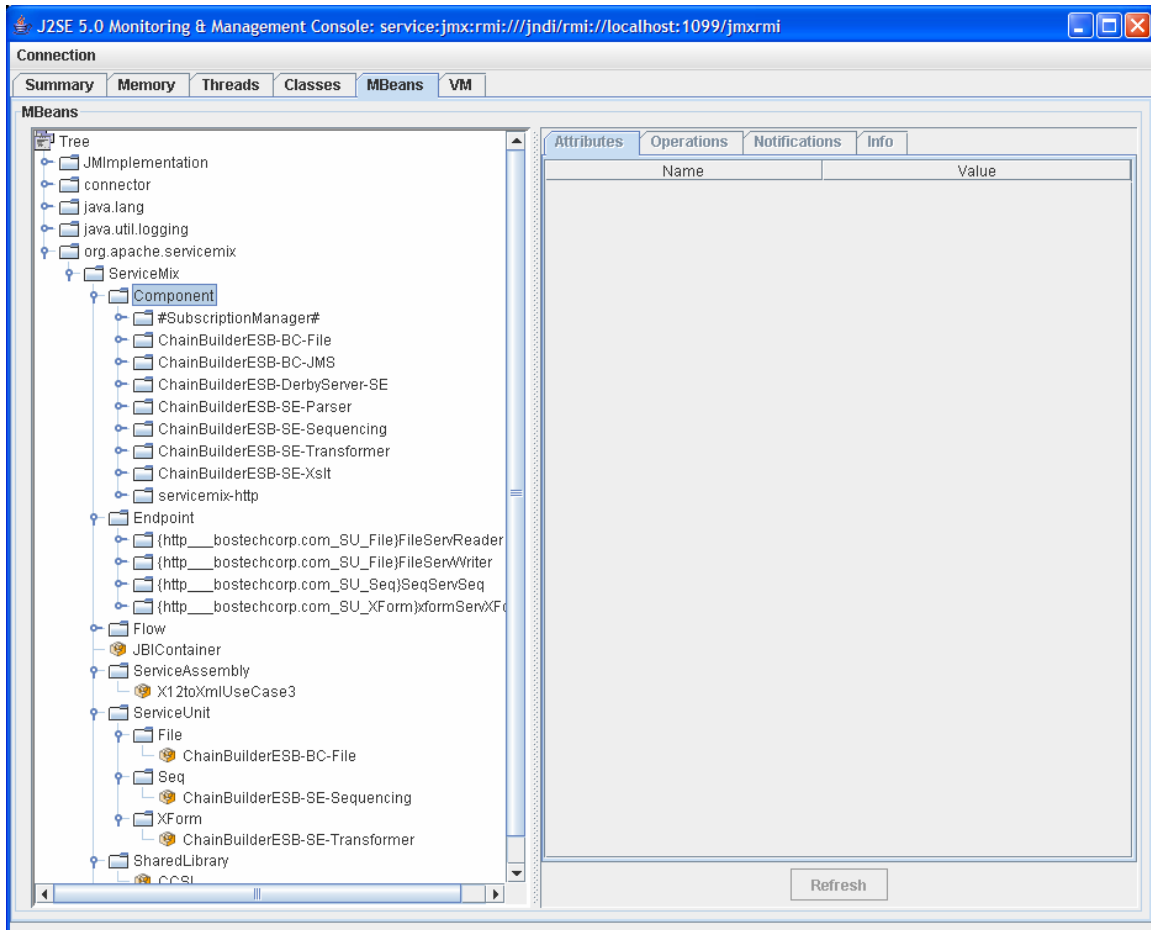 J2SE 5.0 Monitoring & Management Console: service:jmx:rmi:///jndi/rmi://localhost:1099/jmxrmi
Connection
Summary Memory Threads Classes MBeans VM
MBeans
Tree
JMImplementation
connector
java.lang
java.util.logging
org.apache.servicemix
ServiceMix
Component
#SubscriptionManager#
ChainBuilderESB-BC-File
ChainBuilderESB-BC-JMS
ChainBuilderESB-DerbyServer-SE
ChainBuilderESB-SE-Parser
ChainBuilderESB-SE-Sequencing
ChainBuilderESB-SE-Transformer
ChainBuilderESB-SE-Xslt
servicemix-http
Endpoint
{http___bostechcorp.com_SU_File}FileServReader
{http___bostechcorp.com_SU_File}FileServWriter
{http___bostechcorp.com_SU_Seq}SeqServSeq
{http___bostechcorp.com_SU_XForm}xformServXFo
Flow
JBIContainer
ServiceAssembly
X12toXmlUseCase3
ServiceUnit
File
ChainBuilderESB-BC-File
Seq
ChainBuilderESB-SE-Sequencing
XForm
ChainBuilderESB-SE-Transformer
SharedLibrary
CCSL
Attributes Operations Notifications Info
Name Value
Refresh